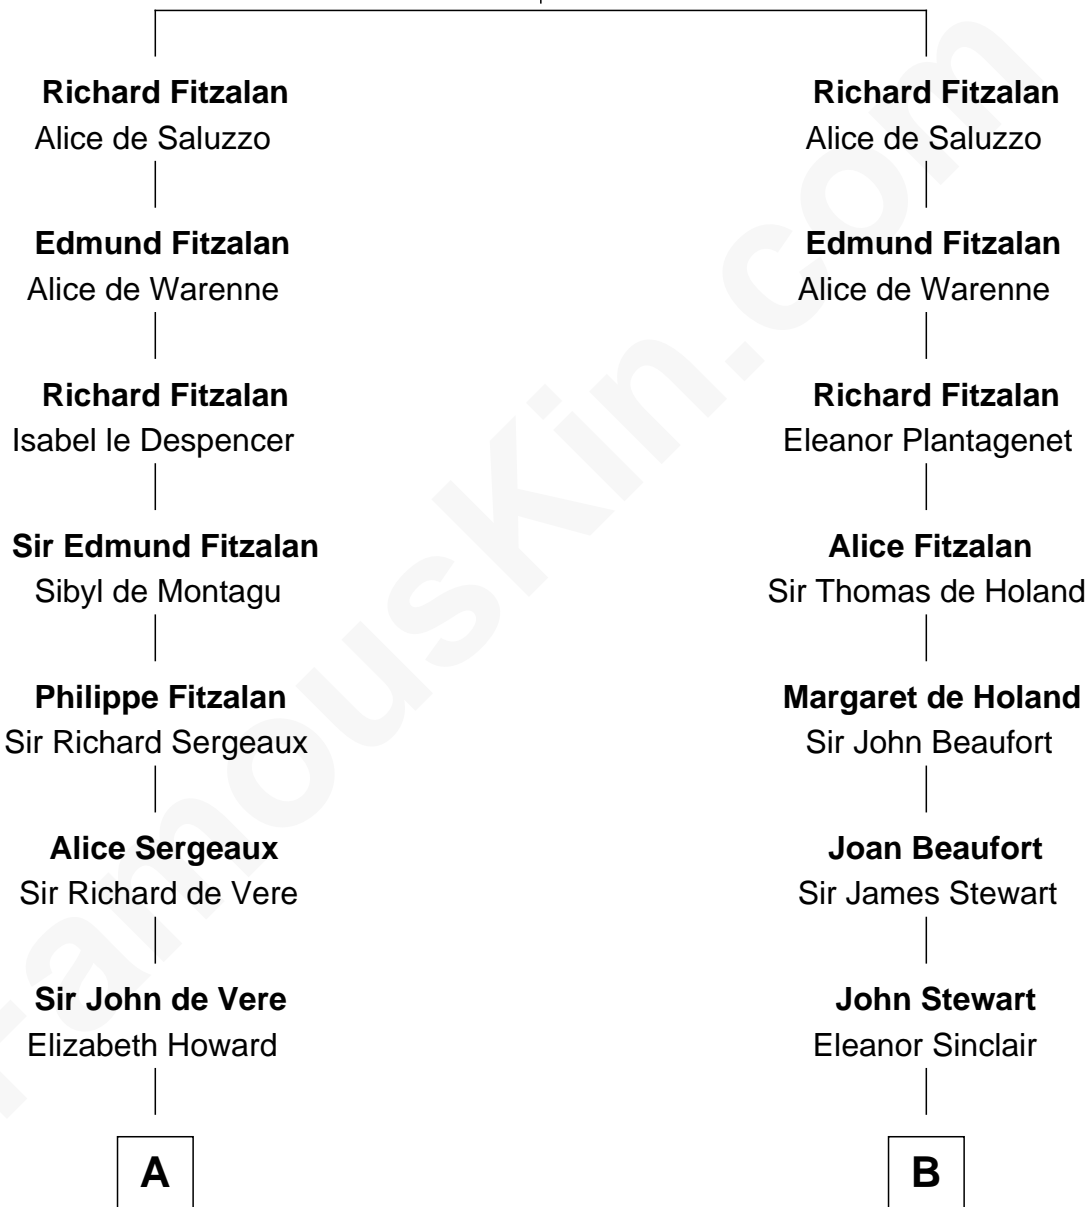 Richard Fitzalan
Alice de Saluzzo
Edmund Fitzalan
Alice de Warenne
Richard Fitzalan
Isabel le Despencer
Sir Edmund Fitzalan
Sibyl de Montagu
Philippe Fitzalan
Sir Richard Sergeaux
Alice Sergeaux
Sir Richard de Vere
Sir John de Vere
Elizabeth Howard
A
Richard Fitzalan
Alice de Saluzzo
Edmund Fitzalan
Alice de Warenne
Richard Fitzalan
Eleanor Plantagenet
Alice Fitzalan
Sir Thomas de Holand
Margaret de Holand
Sir John Beaufort
Joan Beaufort
Sir James Stewart
John Stewart
Eleanor Sinclair
B
FamousKin.com